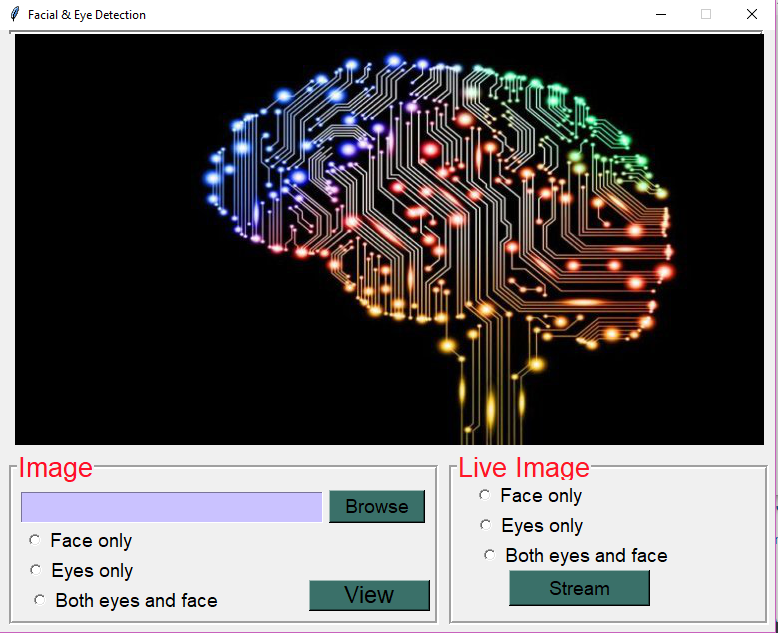 Facial & Eye Detection
Image
Browse
Face only
Eyes only
Both eyes and face
View
Live Image
Face only
Eyes only
Both eyes and face
Stream